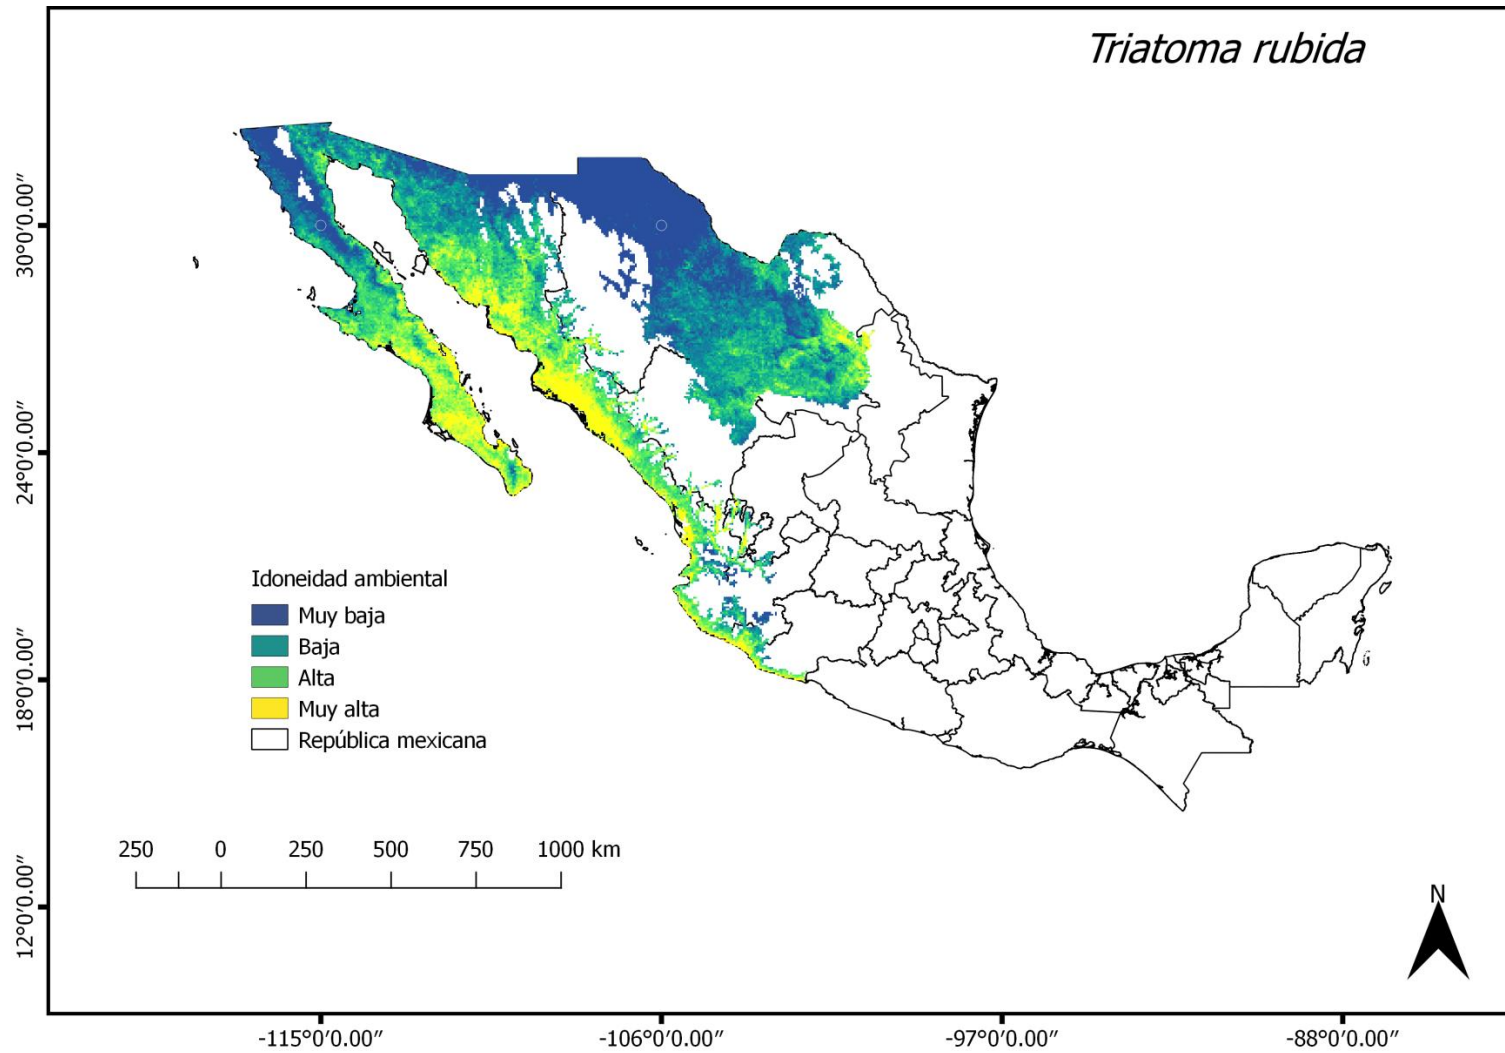 Triatoma rubida
30°0'0.00"
24°0'0.00"
18°0'0.00"
12°0'0.00"
Idoneidad ambiental
Muy baja
Baja
Alta
Muy alta
República mexicana
250 0 250 500 750 1000 km
N
-115°0'0.00" -106°0'0.00" -97°0'0.00" -88°0'0.00"